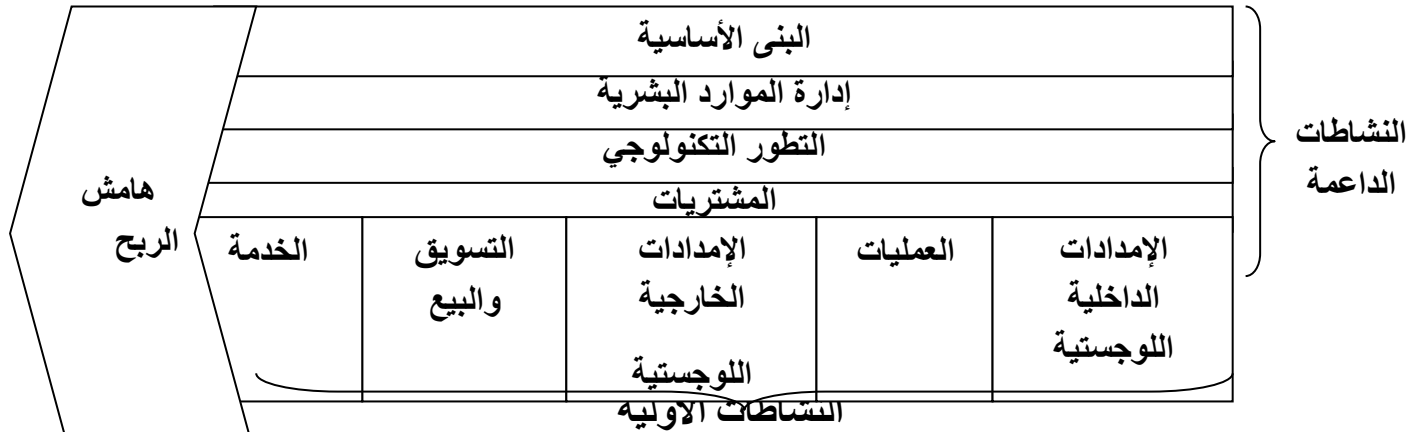 البنى الأساسية
إدارة الموارد البشرية
التطور التكنولوجي
المشتريات
النشاطات
الداعمة
الإمدادات
الداخلية
اللوجستية
العمليات
الإمدادات
الخارجية
اللوجستية
التسويق
والبيع
الخدمة
هامش
الربح
النشاطات الاوليه